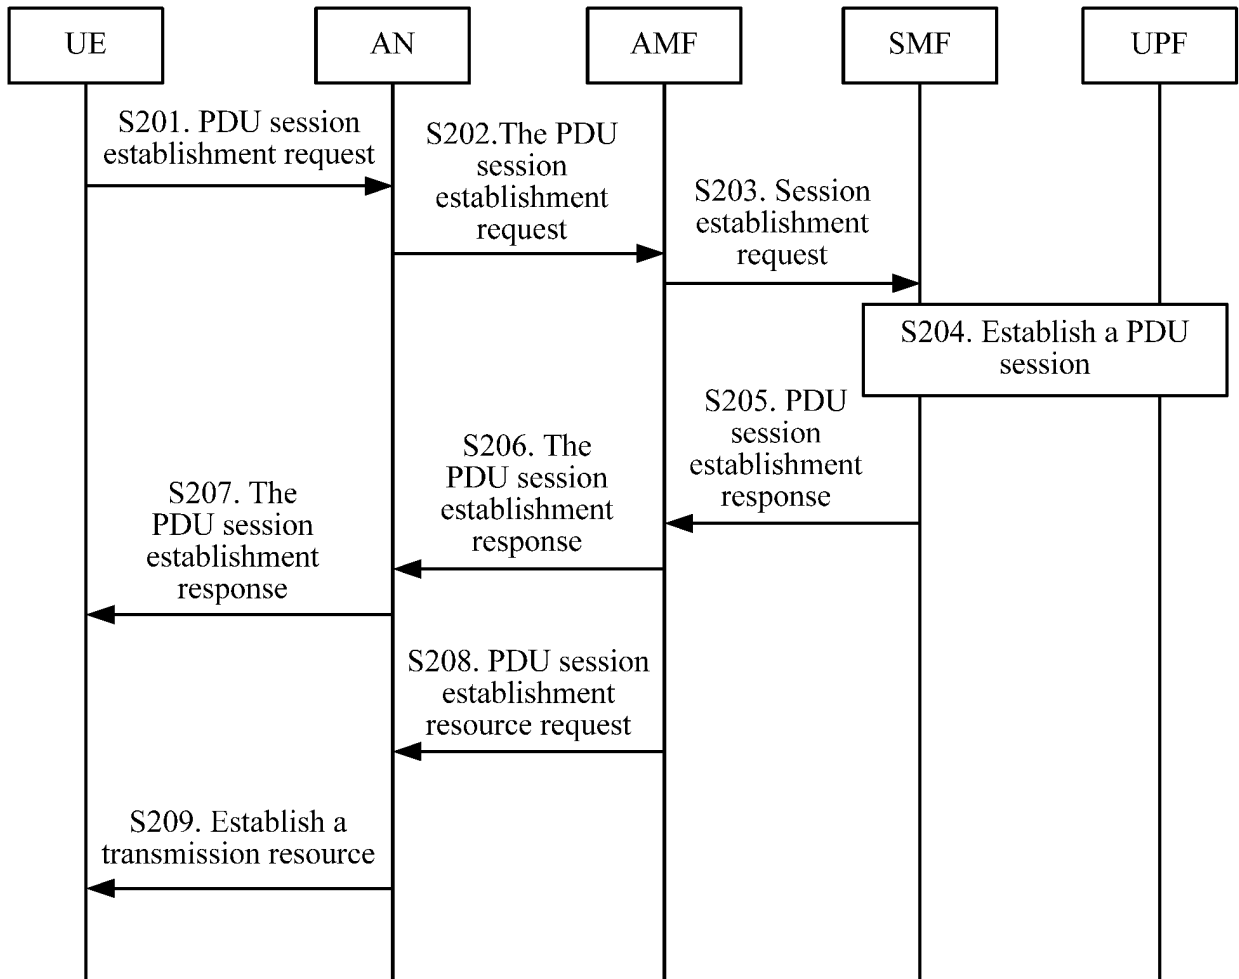 UE
AN
AMF
SMF
UPF
S201. PDU session
establishment request
S202.The PDU
session
establishment
request
S203. Session
establishment
request
S204. Establish a PDU
session
S205. PDU
session
establishment
response
S206. The
PDU session
establishment
response
S207. The
PDU session
establishment
response
S208. PDU session
establishment
resource request
S209. Establish a
transmission resource